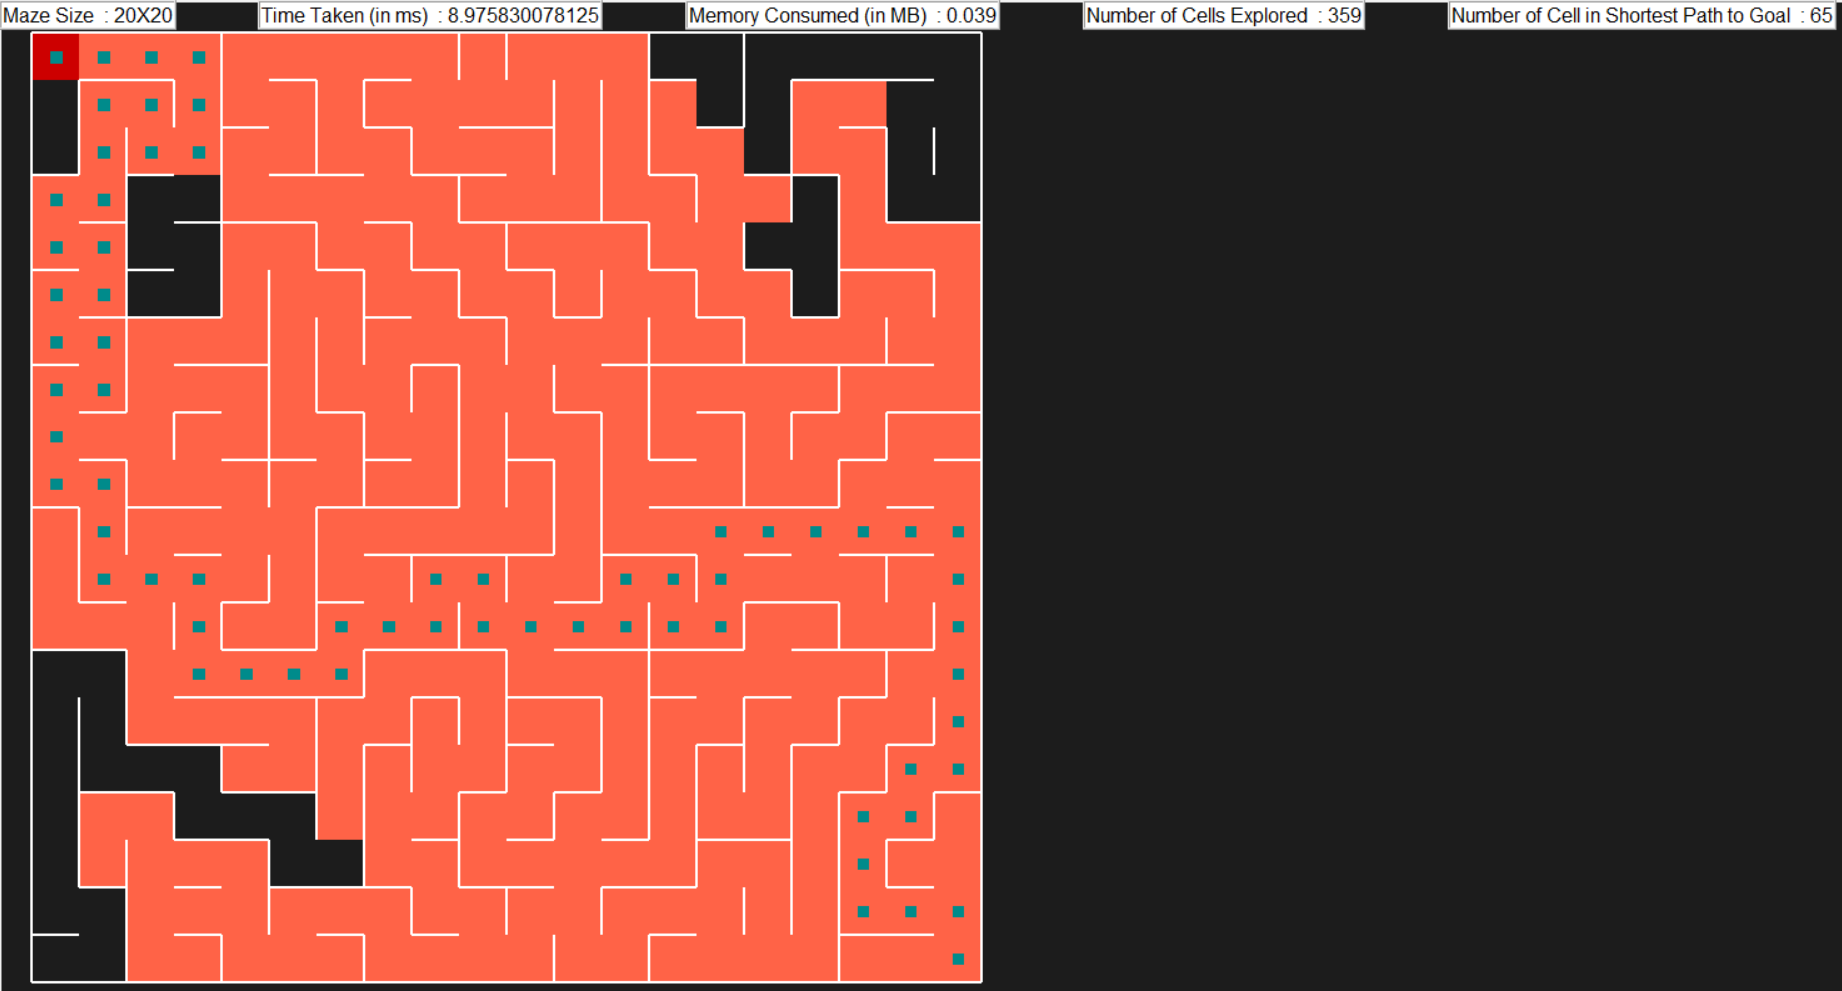 Maze Size : 20X20
Time Taken (in ms) : 8.975830078125
Memory Consumed (in MB) : 0.039
Number of Cells Explored : 359
Number of Cell in Shortest Path to Goal : 65